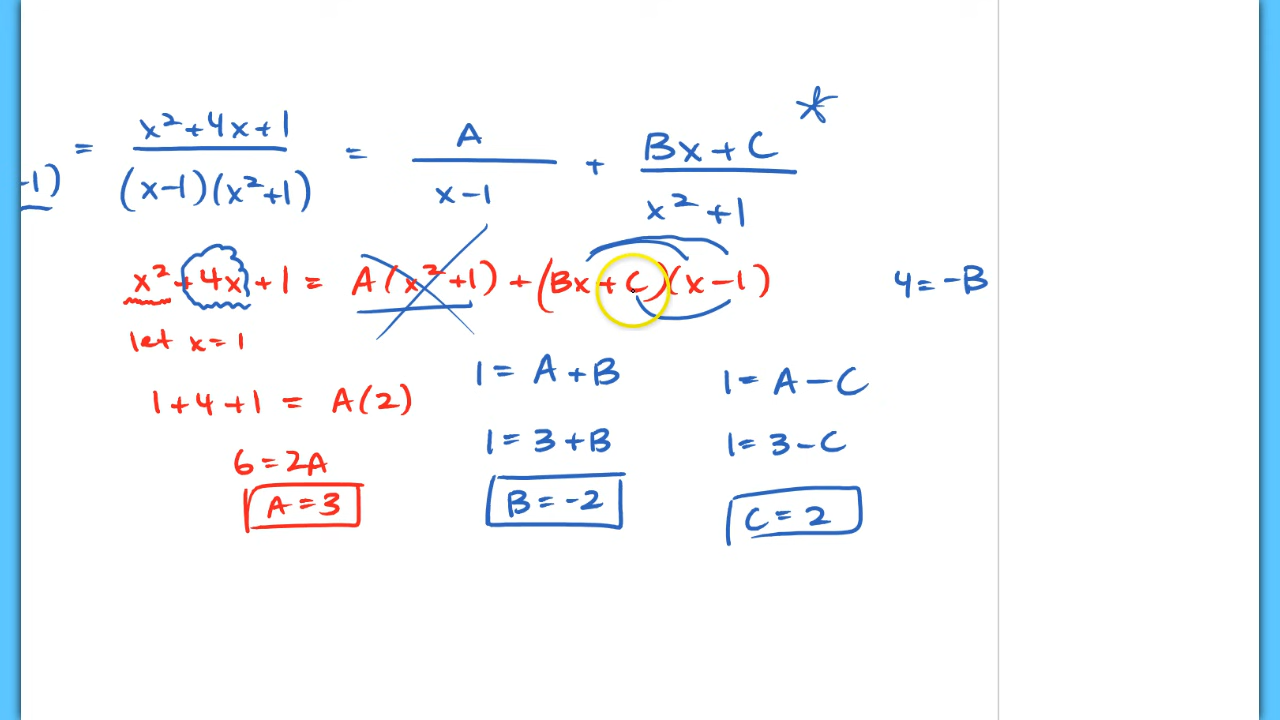 -1) = x²+4x+1 / (x-1)(x²+1) = A / x-1 + Bx+C / x²+1 *
x²+4x+1 = A(x²+1) + (Bx+C)(x-1) 4=-B
let x=1
1+4+1 = A(2) 1= A+B 1= A-C
6=2A 1= 3+B 1= 3-C
A=3 B=-2 C=2